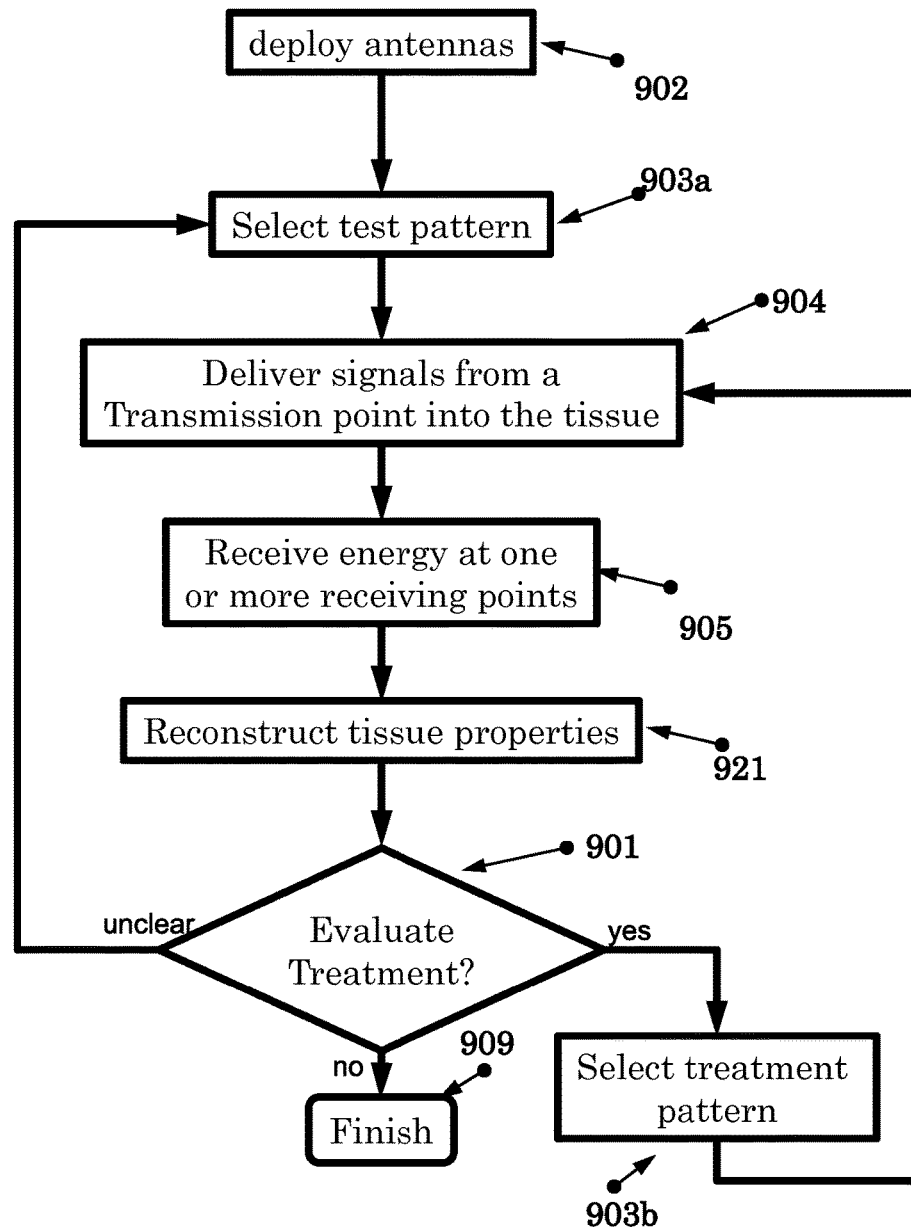 deploy antennas
902
903a
Select test pattern
904
Deliver signals from a
Transmission point into the tissue
Receive energy at one
or more receiving points
905
Reconstruct tissue properties
921
901
unclear
Evaluate
Treatment?
yes
no
909
Finish
Select treatment
pattern
903b